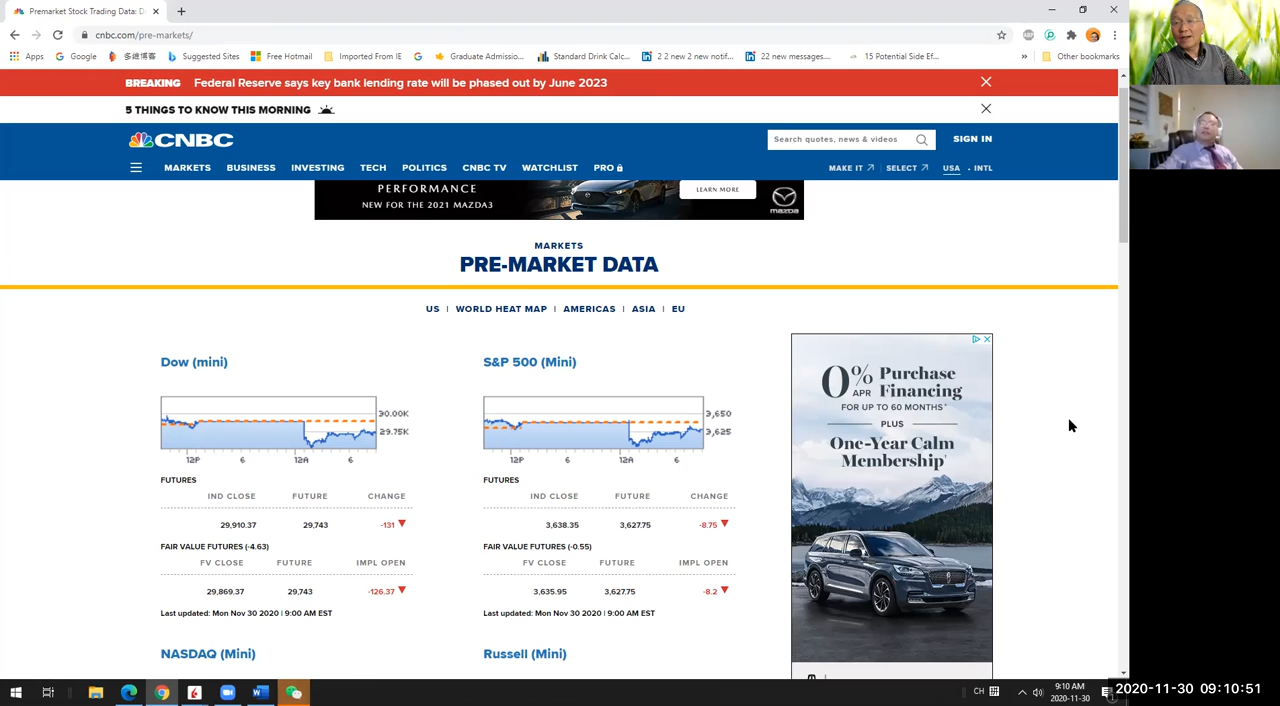 Premarket Stock Trading Data: D
cnbc.com/pre-markets/
Apps Google 多维博客 Suggested Sites Free Hotmail Imported From IE Graduate Admissio... Standard Drink Calc... 2 2 new 2 new notif... 22 new messages.... 15 Potential Side Ef... » Other bookmarks
BREAKING Federal Reserve says key bank lending rate will be phased out by June 2023
5 THINGS TO KNOW THIS MORNING
CNBC
Search quotes, news & videos
SIGN IN
MARKETS BUSINESS INVESTING TECH POLITICS CNBC TV WATCHLIST PRO
MAKE IT SELECT USA • INTL
PERFORMANCE
NEW FOR THE 2021 MAZDA3
LEARN MORE
mazda
MARKETS
PRE-MARKET DATA
US | WORLD HEAT MAP | AMERICAS | ASIA | EU
Dow (mini)
30.00K
29.75K
12P 6 12A 6
FUTURES
IND CLOSE FUTURE CHANGE
29,910.37 29,743 -131
FAIR VALUE FUTURES (-4.63)
FV CLOSE FUTURE IMPL OPEN
29,869.37 29,743 -126.37
Last updated: Mon Nov 30 2020 | 9:00 AM EST
S&P 500 (Mini)
3,650
3,625
12P 6 12A 6
FUTURES
IND CLOSE FUTURE CHANGE
3,638.35 3,627.75 -8.75
FAIR VALUE FUTURES (-0.55)
FV CLOSE FUTURE IMPL OPEN
3,635.95 3,627.75 -8.2
Last updated: Mon Nov 30 2020 | 9:00 AM EST
NASDAQ (Mini)
Russell (Mini)
0% APR Purchase Financing
FOR UP TO 60 MONTHS*
PLUS
One-Year Calm
Membership†
CH
9:10 AM
2020-11-30
2020-11-30 09:10:51